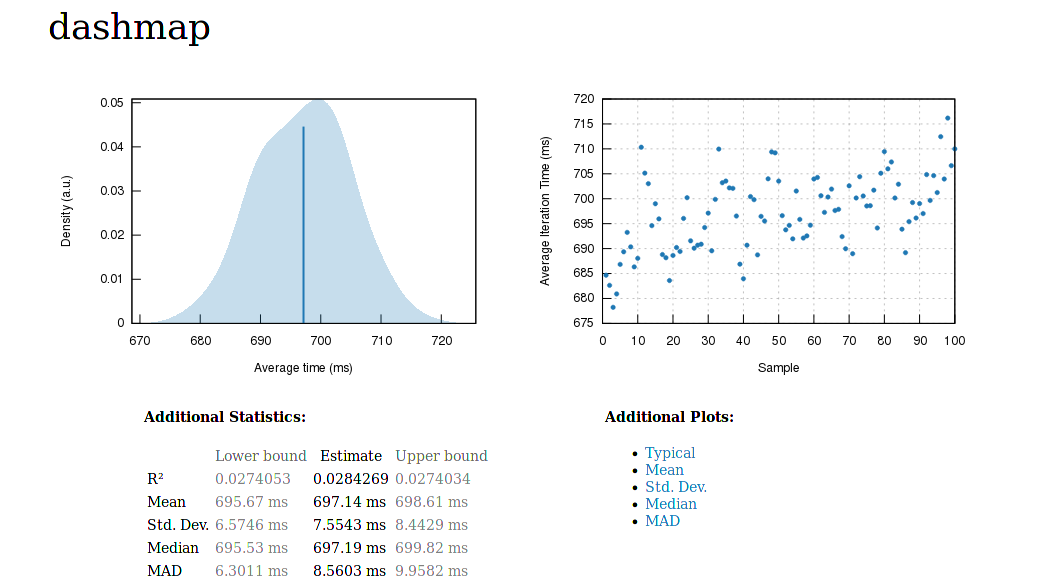 dashmap
0.05
0.04
0.03
0.02
0.01
0
Density (a.u.)
670 680 690 700 710 720
Average time (ms)
720
715
710
705
700
695
690
685
680
675
Average Iteration Time (ms)
0 10 20 30 40 50 60 70 80 90 100
Sample
Additional Statistics:
Lower bound Estimate Upper bound
R² 0.0274053 0.0284269 0.0274034
Mean 695.67 ms 697.14 ms 698.61 ms
Std. Dev. 6.5746 ms 7.5543 ms 8.4429 ms
Median 695.53 ms 697.19 ms 699.82 ms
MAD 6.3011 ms 8.5603 ms 9.9582 ms
Additional Plots:
Typical
Mean
Std. Dev.
Median
MAD